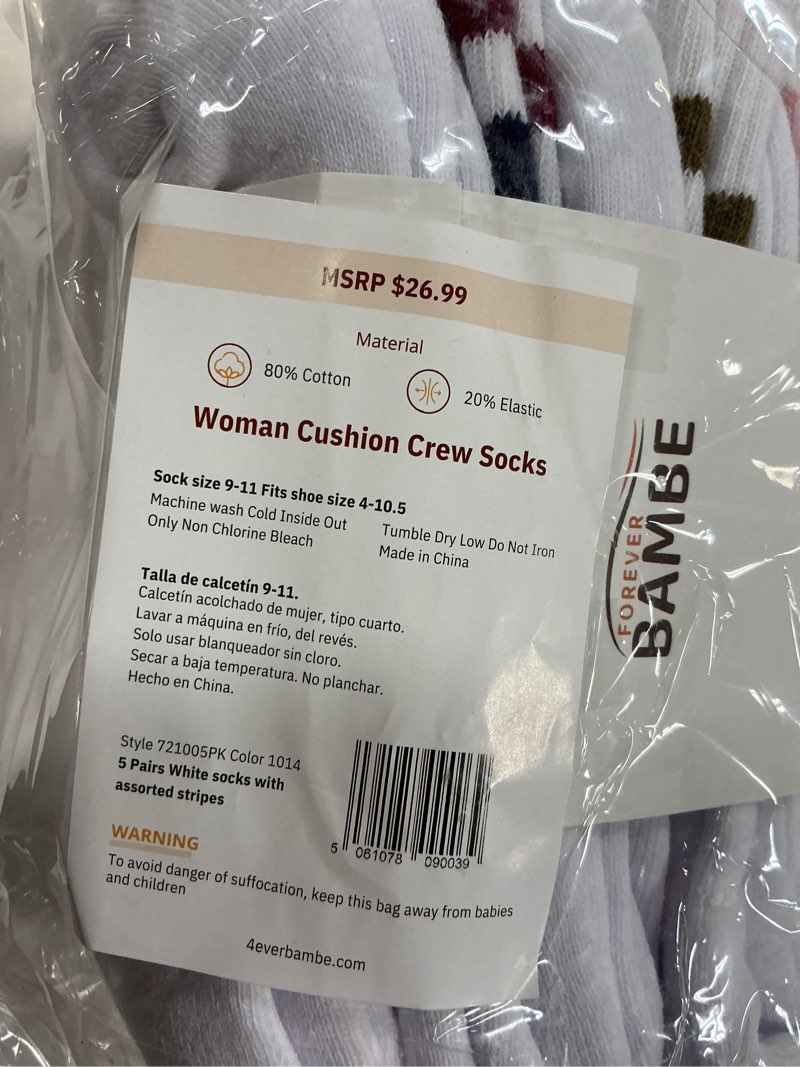 MSRP $26.99
Material
80% Cotton
20% Elastic
Woman Cushion Crew Socks
Sock size 9-11 Fits shoe size 4-10.5
Machine wash Cold Inside Out
Only Non Chlorine Bleach
Tumble Dry Low Do Not Iron
Made in China
Talla de calcetín 9-11.
Calcetín acolchado de mujer, tipo cuarto.
Lavar a máquina en frío, del revés.
Solo usar blanqueador sin cloro.
Secar a baja temperatura. No planchar.
Hecho en China.
Style 721005PK Color 1014
5 Pairs White socks with
assorted stripes
5 061078 090039
WARNING
To avoid danger of suffocation, keep this bag away from babies
and children
4everbambe.com
FOREVER
BAMBE